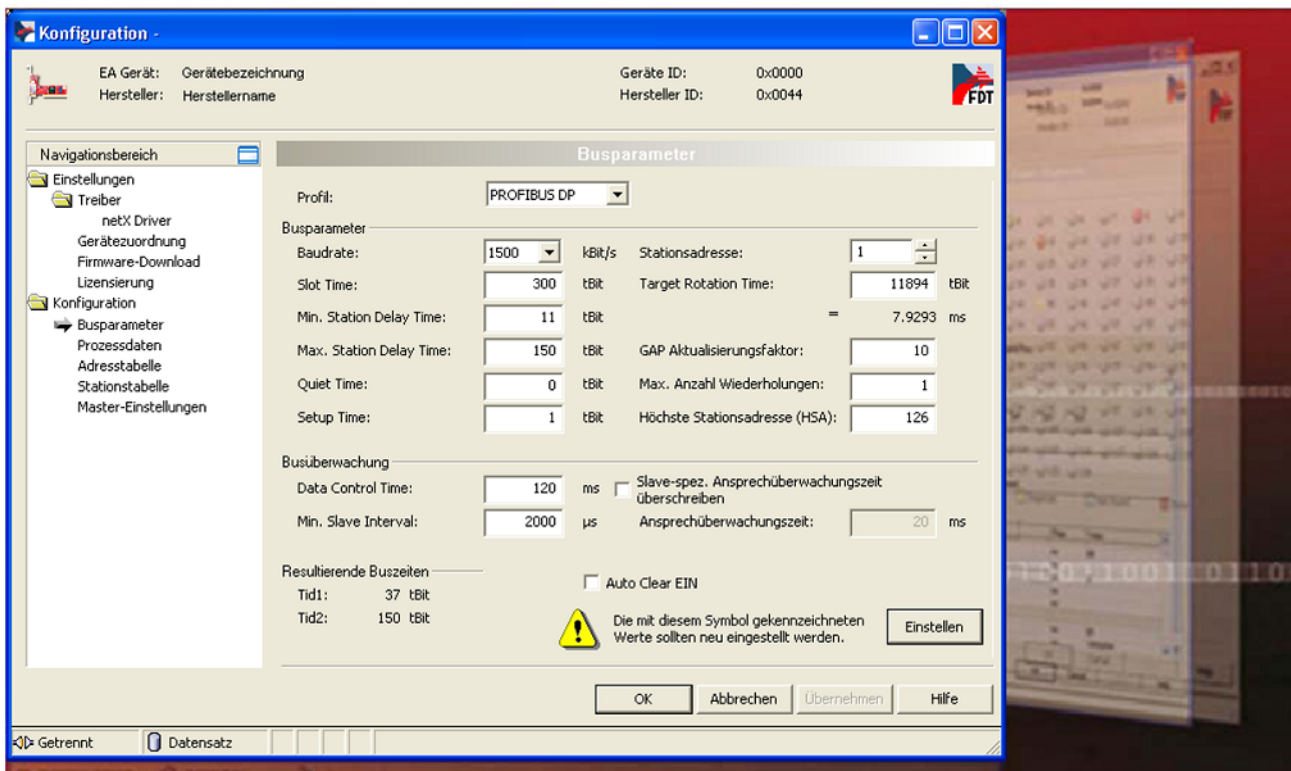 Konfiguration -
EA Gerät: Gerätebezeichnung Geräte ID: 0x0000
Hersteller: Herstellername Hersteller ID: 0x0044
FDT
Navigationsbereich
Einstellungen
Treiber
netX Driver
Gerätezuordnung
Firmware-Download
Lizensierung
Konfiguration
Busparameter
Prozessdaten
Adresstabelle
Stationstabelle
Master-Einstellungen
Busparameter
Profil: PROFIBUS DP
Busparameter
Baudrate: 1500 kBit/s Stationsadresse: 1
Slot Time: 300 tBit Target Rotation Time: 11894 tBit
Min. Station Delay Time: 11 tBit = 7.9293 ms
Max. Station Delay Time: 150 tBit GAP Aktualisierungsfaktor: 10
Quiet Time: 0 tBit Max. Anzahl Wiederholungen: 1
Setup Time: 1 tBit Höchste Stationsadresse (HSA): 126
Busüberwachung
Data Control Time: 120 ms Slave-spez. Ansprechüberwachungszeit
überschreiben
Min. Slave Interval: 2000 µs Ansprechüberwachungszeit: 20 ms
Resultierende Buszeiten
Auto Clear EIN
Tid1: 37 tBit
Tid2: 150 tBit
Die mit diesem Symbol gekennzeichneten
Werte sollten neu eingestellt werden.
Einstellen
OK Abbrechen Übernehmen Hilfe
Getrennt Datensatz